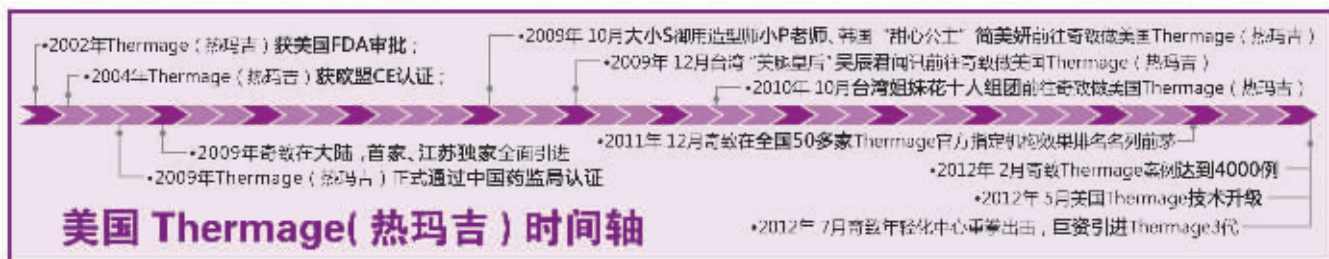 •2002年Thermage（热玛吉）获美国FDA审批；
•2004年Thermage（热玛吉）获欧盟CE认证；
•2009年 10月大小S御用造型师小P老师、韩国“甜心公主”简美妍前往奇致做美国Thermage（热玛吉）
•2009年 12月台湾“美腿皇后”吴辰君闻讯前往奇致做美国Thermage（热玛吉）
•2010年 10月台湾姐妹花十人组团前往奇致做美国Thermage（热玛吉）
•2009年奇致在大陆，首家、江苏独家全面引进
•2009年Thermage（热玛吉）正式通过中国药监局认证
•2011年 12月奇致在全国50多家Thermage官方指定机构效果排名名列前茅
•2012年 2月奇致Thermage案例达到4000例
•2012年 5月美国Thermage技术升级
•2012年 7月奇致年轻化中心重拳出击，巨资引进Thermage3代
美国 Thermage(热玛吉)时间轴